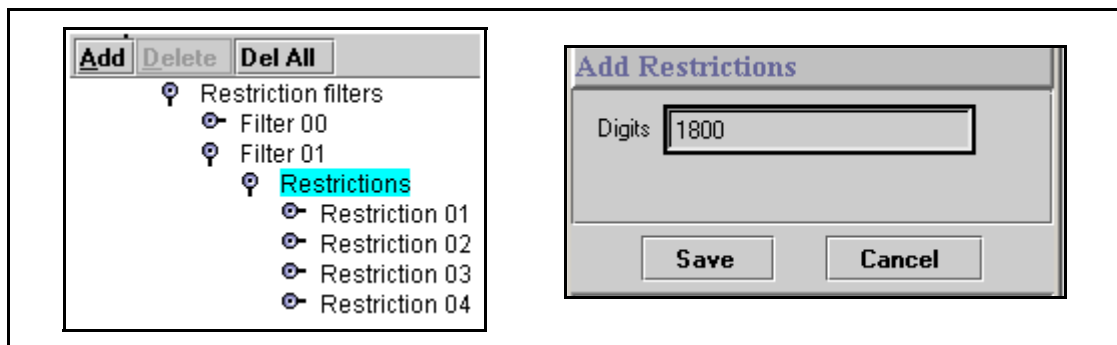 Add Delete Del All
Restriction filters
Filter 00
Filter 01
Restrictions
Restriction 01
Restriction 02
Restriction 03
Restriction 04
Add Restrictions
Digits 1800
Save Cancel